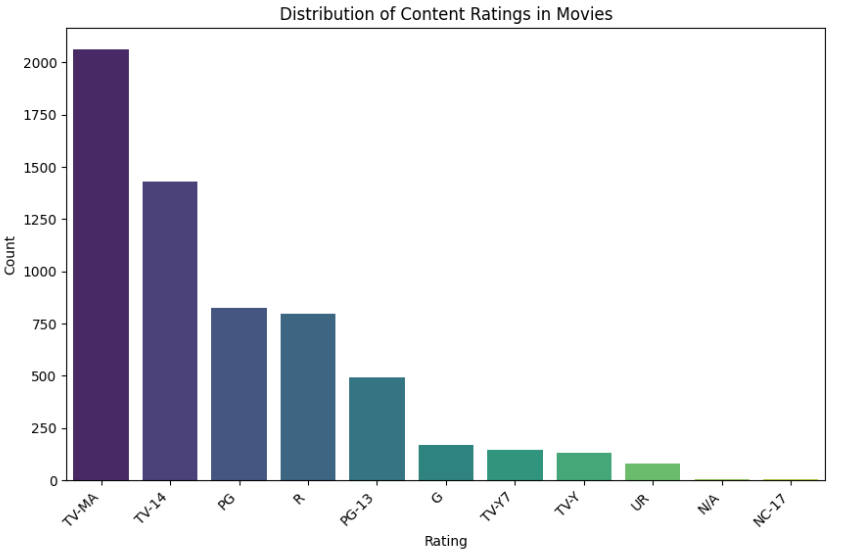 Distribution of Content Ratings in Movies
2000
1750
1500
1250
1000
750
500
250
0
Count
TV-MA
TV-14
PG
R
PG-13
G
TV-Y7
TV-Y
UR
N/A
NC-17
Rating